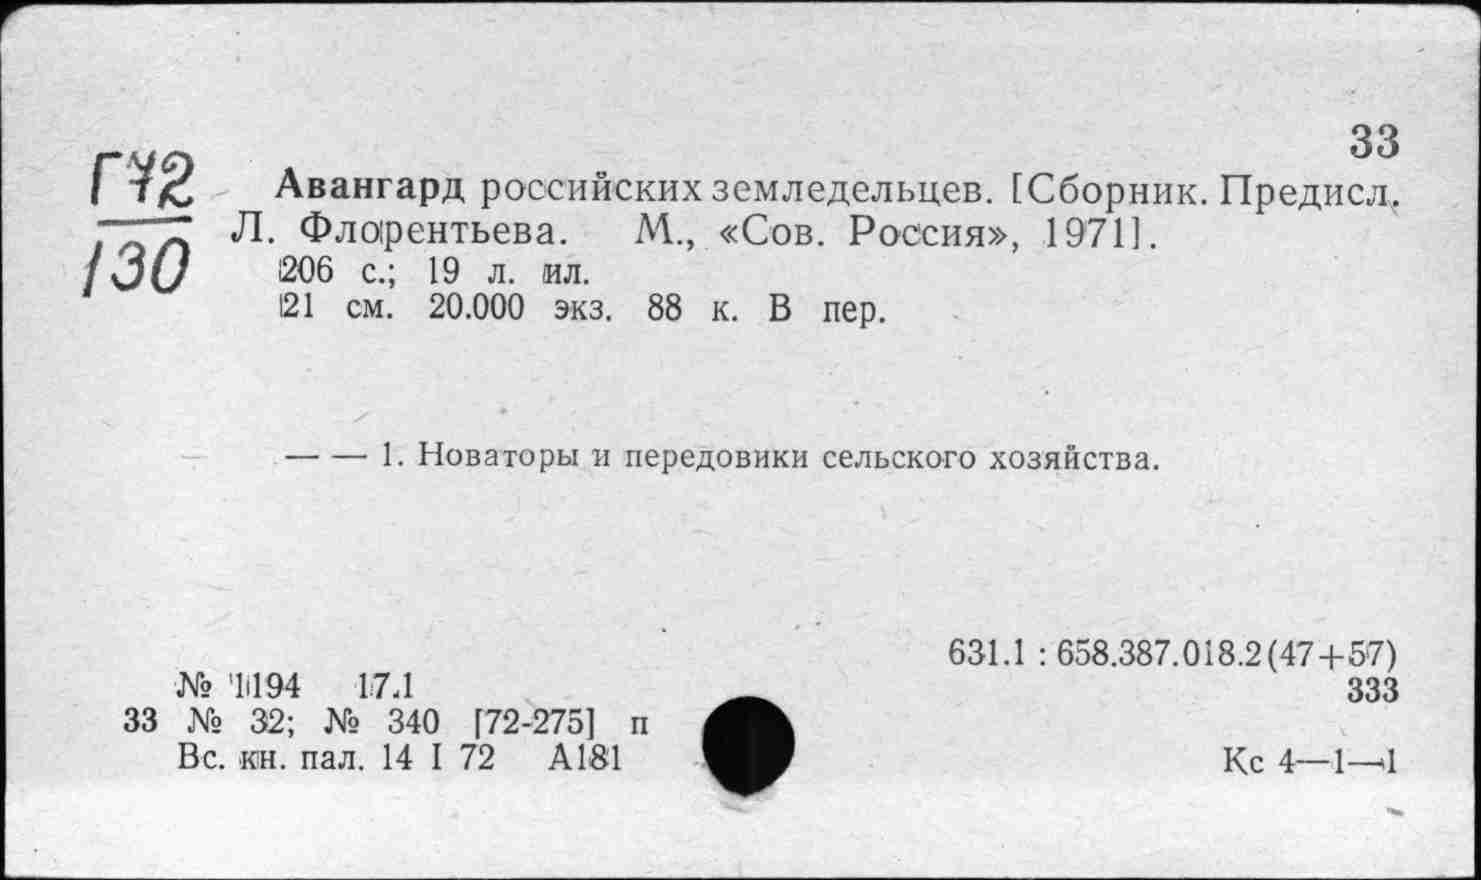 33
Г72
Авангард российских земледельцев. [Сборник. Предисл.
Л. Флорентьева. М., «Сов. Россия», 1971].
130
206 с.; 19 л. ил.
21 см. 20.000 экз. 88 к. В пер.
— — 1. Новаторы и передовики сельского хозяйства.
631.1 : 658.387.018.2(47+57)
№ 1194 17.1
333
33 № 32; № 340 [72-275] п
Вс. кн. пал. 14 I 72 А181
Кс 4—1—1